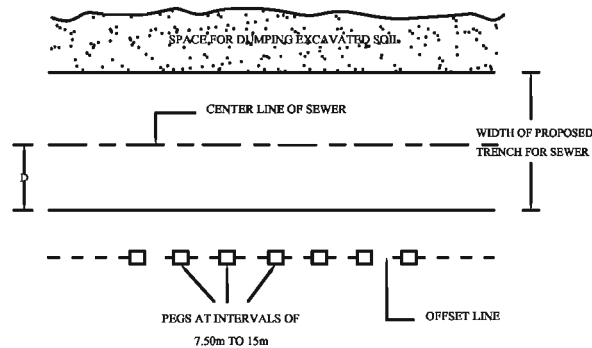 SPACE FOR DUMPING EXCAVATED SOIL
CENTER LINE OF SEWER
WIDTH OF PROPOSED
TRENCH FOR SEWER
D
PEGS AT INTERVALS OF
7.50m TO 15m
OFFSET LINE